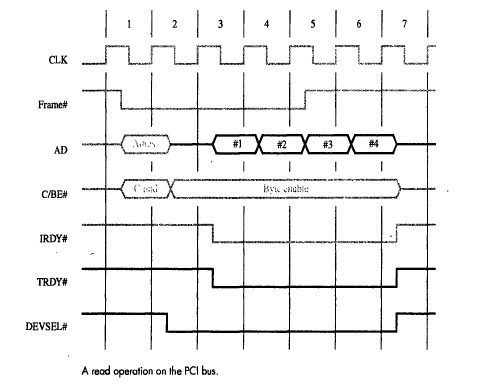 1 2 3 4 5 6 7
CLK
Frame#
AD
#1 #2 #3 #4
C/BE#
C md Byte enable
IRDY#
TRDY#
DEVSEL#
A read operation on the PCI bus.